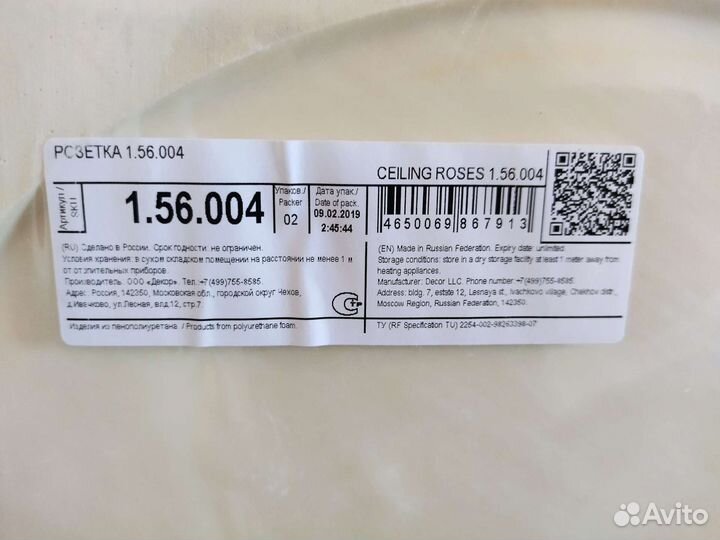 РОЗЕТКА 1.56.004
CEILING ROSES 1.56.004
Артикул /
SKU
1.56.004
Упаков. /
Packer
02
Дата упак./
Date of pack.
09.02.2019
2:45:44
4650069 867913
(RU) Сделано в России. Срок годности: не ограничен.
Условия хранения: в сухом складском помещении на расстоянии не менее 1 м
от отопительных приборов.
Производитель: ООО «Декор». Тел.:+7(499)755-8585.
Адрес: Россия, 142350, Московская обл., городской округ Чехов,
д.Ивачково, ул.Лесная, влд.12, стр.7.
(EN) Made in Russian Federation. Expiry date: unlimited.
Storage conditions: store in a dry storage facility at least 1 meter away from
heating appliances.
Manufacturer: Decor LLC. Phone number:+7(499)755-8585.
Address: bldg. 7, estate 12, Lesnaya st., Ivachkovo village, Chekhov distr.,
Moscow Region, Russian Federation, 142350.
Изделия из пенополиуретана. / Products from polyurethane foam.
ТУ (RF Specification TU) 2254-002-98263398-07
Avito